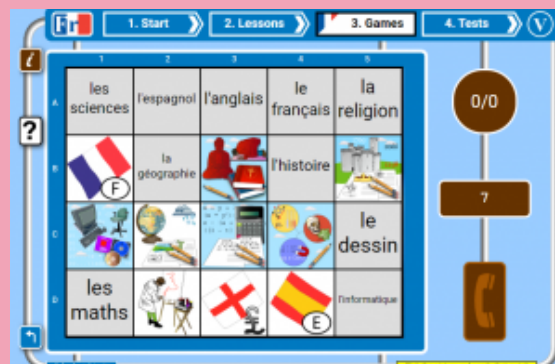 Fr 1. Start 2. Lessons 3. Games 4. Tests V
i 1 2 3 4 5
A les sciences l'espagnol l'anglais le français la religion 0/0
?
B F la géographie l'histoire
7
C le dessin
D les maths £ E l'informatique